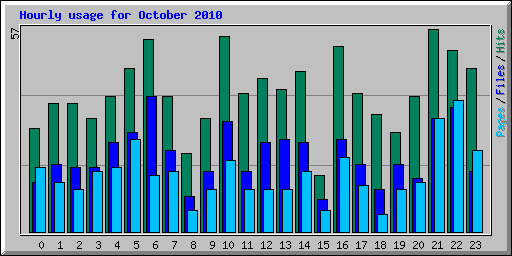 Hourly usage for October 2010
57
Pages / Files / Hits
0 1 2 3 4 5 6 7 8 9 10 11 12 13 14 15 16 17 18 19 20 21 22 23